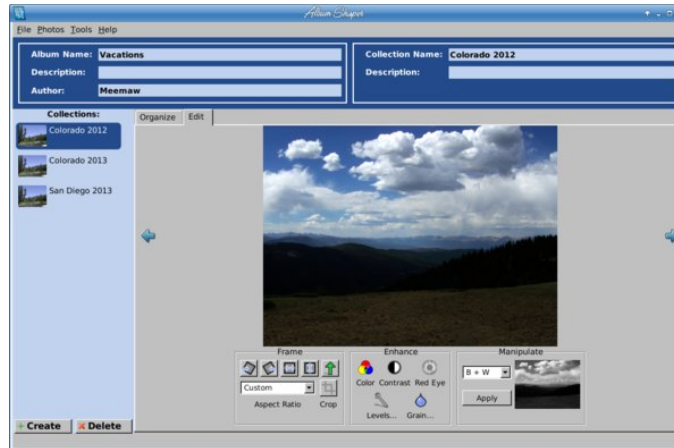 Album Shaper
File Photos Tools Help
Album Name: Vacations
Description:
Author: Meemaw
Collection Name: Colorado 2012
Description:
Collections:
Colorado 2012
Colorado 2013
San Diego 2013
Organize Edit
Frame
Custom
Aspect Ratio Crop
Enhance
Color Contrast Red Eye
Levels... Grain...
Manipulate
B + W
Apply
Create Delete